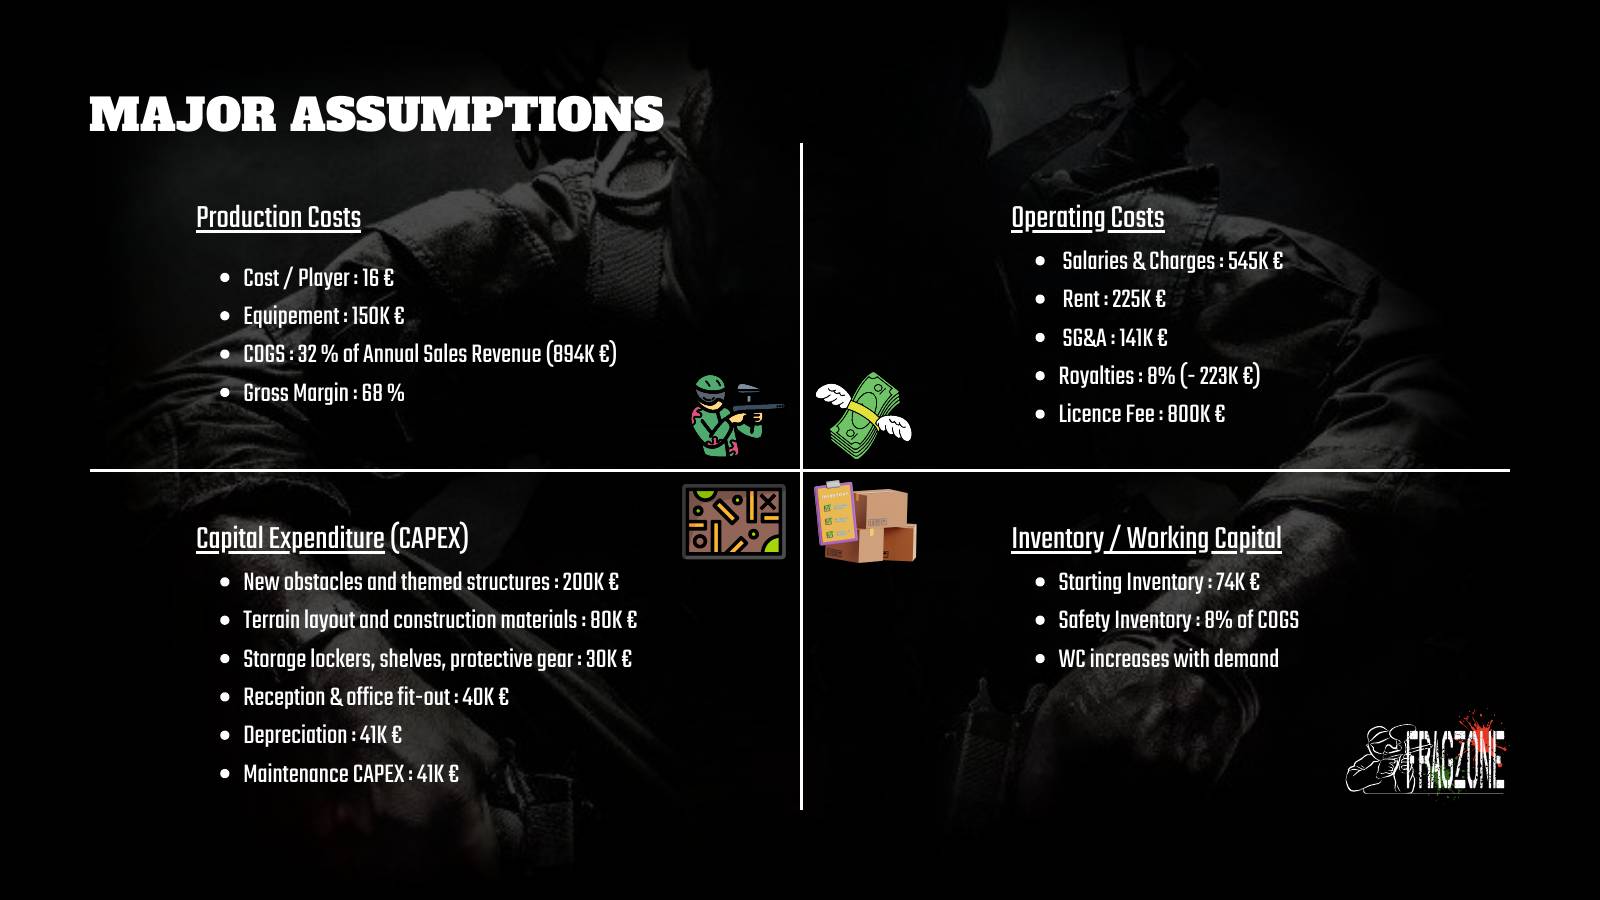 MAJOR ASSUMPTIONS
Production Costs
Cost / Player : 16 €
Equipement : 150K €
COGS : 32 % of Annual Sales Revenue (894K €)
Gross Margin : 68 %
Operating Costs
Salaries & Charges : 545K €
Rent : 225K €
SG&A : 141K €
Royalties : 8% (- 223K €)
Licence Fee : 800K €
Capital Expenditure (CAPEX)
New obstacles and themed structures : 200K €
Terrain layout and construction materials : 80K €
Storage lockers, shelves, protective gear : 30K €
Reception & office fit-out : 40K €
Depreciation : 41K €
Maintenance CAPEX : 41K €
Inventory / Working Capital
Starting Inventory : 74K €
Safety Inventory : 8% of COGS
WC increases with demand
FRAGZONE